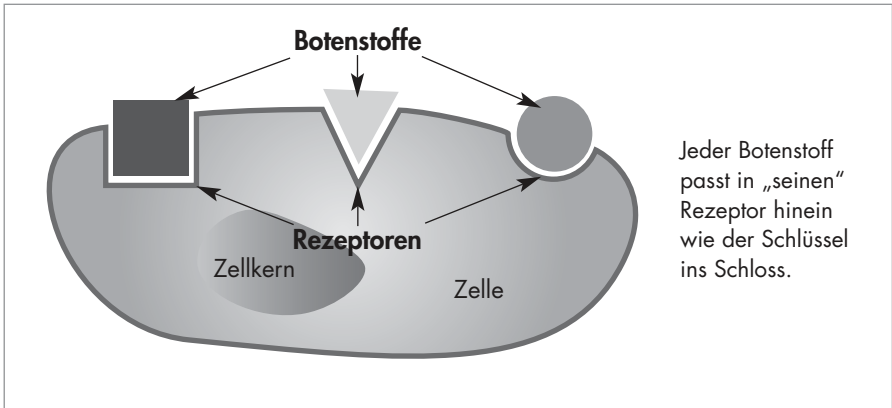 Botenstoffe
Jeder Botenstoff
passt in „seinen“
Rezeptor hinein
wie der Schlüssel
ins Schloss.
Rezeptoren
Zellkern
Zelle